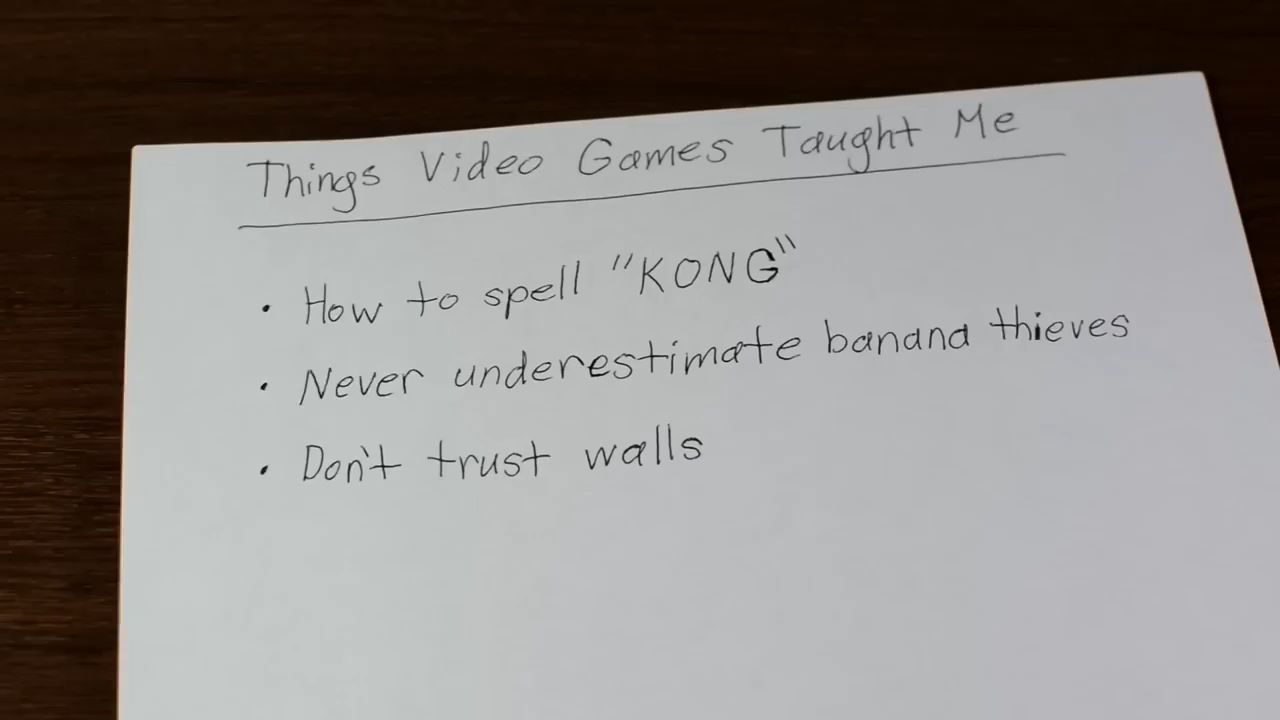 Things Video Games Taught Me
• How to spell "KONG"
• Never underestimate banana thieves
• Don't trust walls